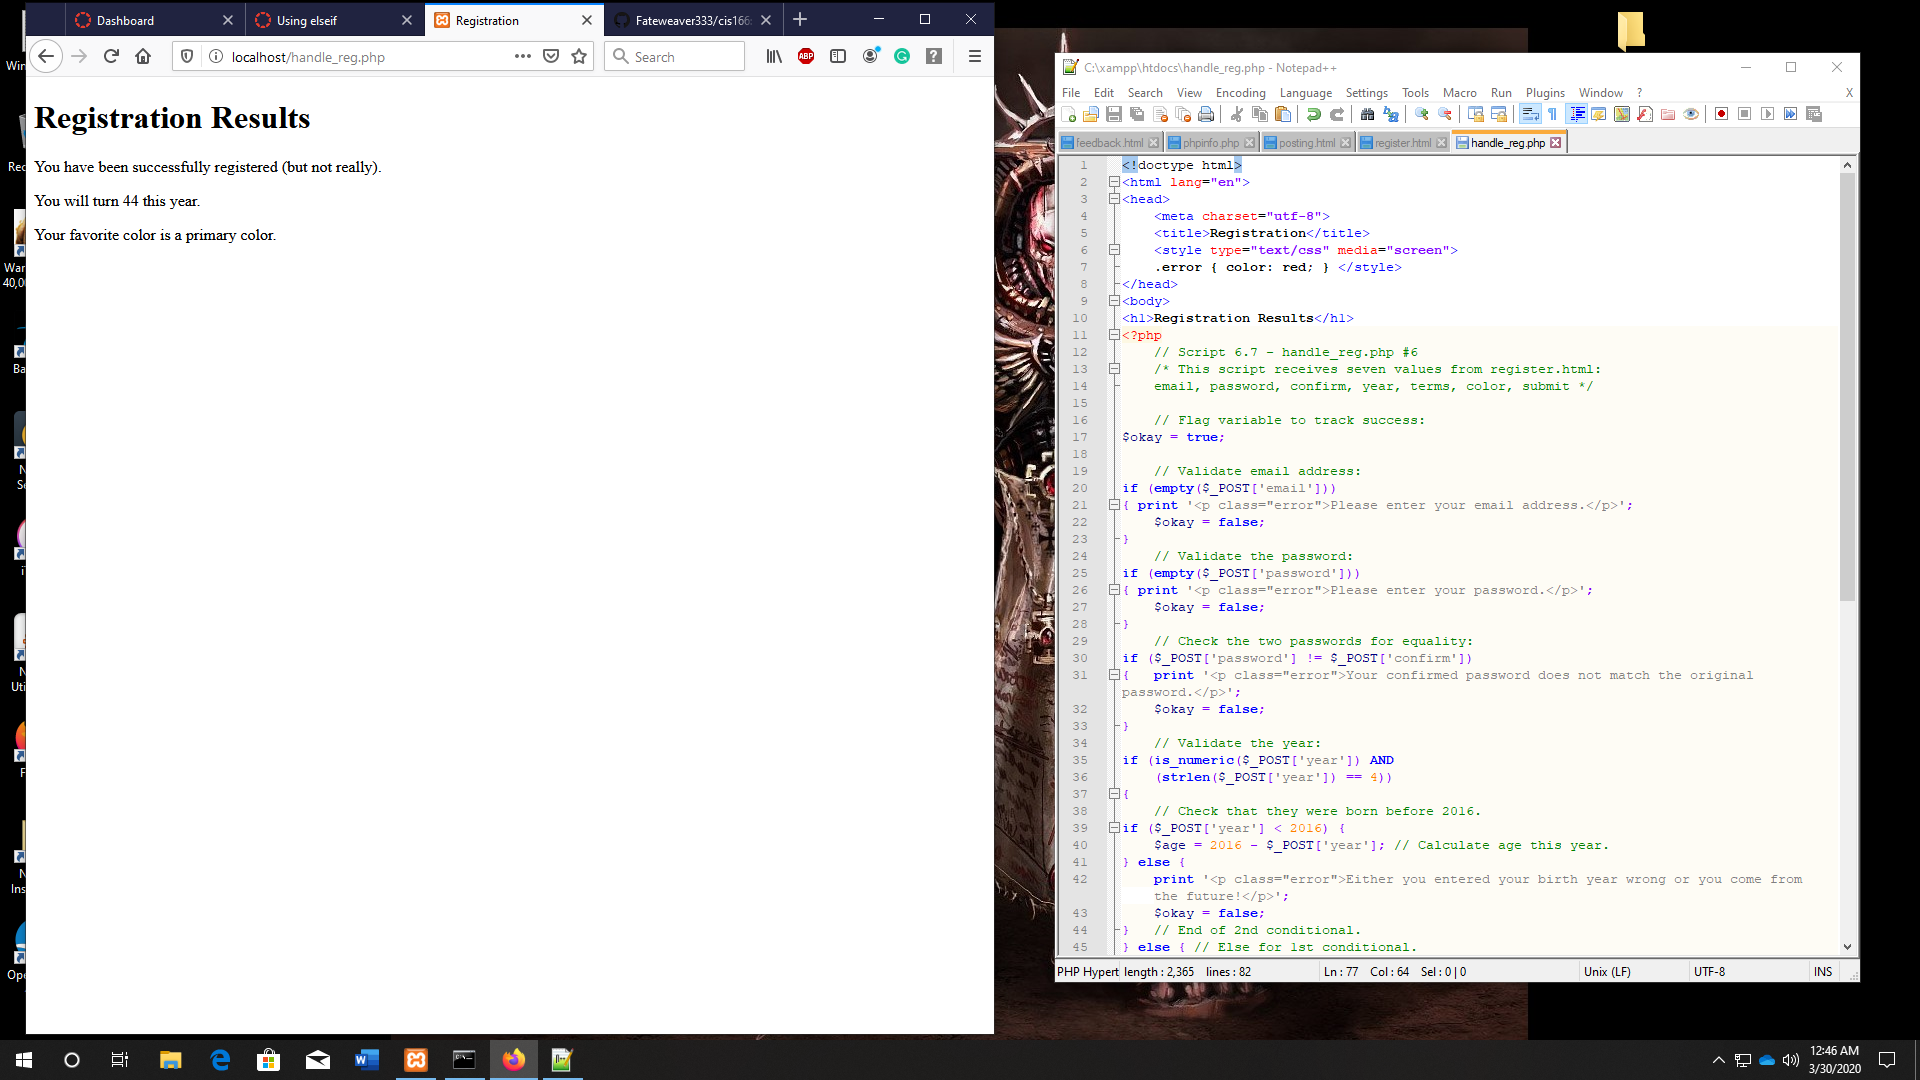 Dashboard
Using elseif
Registration
Fateweaver333/cis166
localhost/handle_reg.php
Search
ABP
Registration Results
You have been successfully registered (but not really).
You will turn 44 this year.
Your favorite color is a primary color.
C:\xampp\htdocs\handle_reg.php - Notepad++
File Edit Search View Encoding Language Settings Tools Macro Run Plugins Window ? X
feedback.html phpinfo.php posting.html register.html handle_reg.php
1 <!doctype html>
2 <html lang="en">
3 <head>
4 <meta charset="utf-8">
5 <title>Registration</title>
6 <style type="text/css" media="screen">
7 .error { color: red; } </style>
8 </head>
9 <body>
10 <h1>Registration Results</h1>
11 <?php
12 // Script 6.7 - handle_reg.php #6
13 /* This script receives seven values from register.html:
14 email, password, confirm, year, terms, color, submit */
15
16 // Flag variable to track success:
17 $okay = true;
18
19 // Validate email address:
20 if (empty($_POST['email']))
21 { print '<p class="error">Please enter your email address.</p>';
22 $okay = false;
23 }
24 // Validate the password:
25 if (empty($_POST['password']))
26 { print '<p class="error">Please enter your password.</p>';
27 $okay = false;
28 }
29 // Check the two passwords for equality:
30 if ($_POST['password'] != $_POST['confirm'])
31 { print '<p class="error">Your confirmed password does not match the original
password.</p>';
32 $okay = false;
33 }
34 // Validate the year:
35 if (is_numeric($_POST['year']) AND
36 (strlen($_POST['year']) == 4))
37 {
38 // Check that they were born before 2016.
39 if ($_POST['year'] < 2016) {
40 $age = 2016 - $_POST['year']; // Calculate age this year.
41 } else {
42 print '<p class="error">Either you entered your birth year wrong or you come from
the future!</p>';
43 $okay = false;
44 } // End of 2nd conditional.
45 } else { // Else for 1st conditional.
PHP Hypert length : 2,365 lines : 82 Ln : 77 Col : 64 Sel : 0 | 0 Unix (LF) UTF-8 INS
12:46 AM
3/30/2020